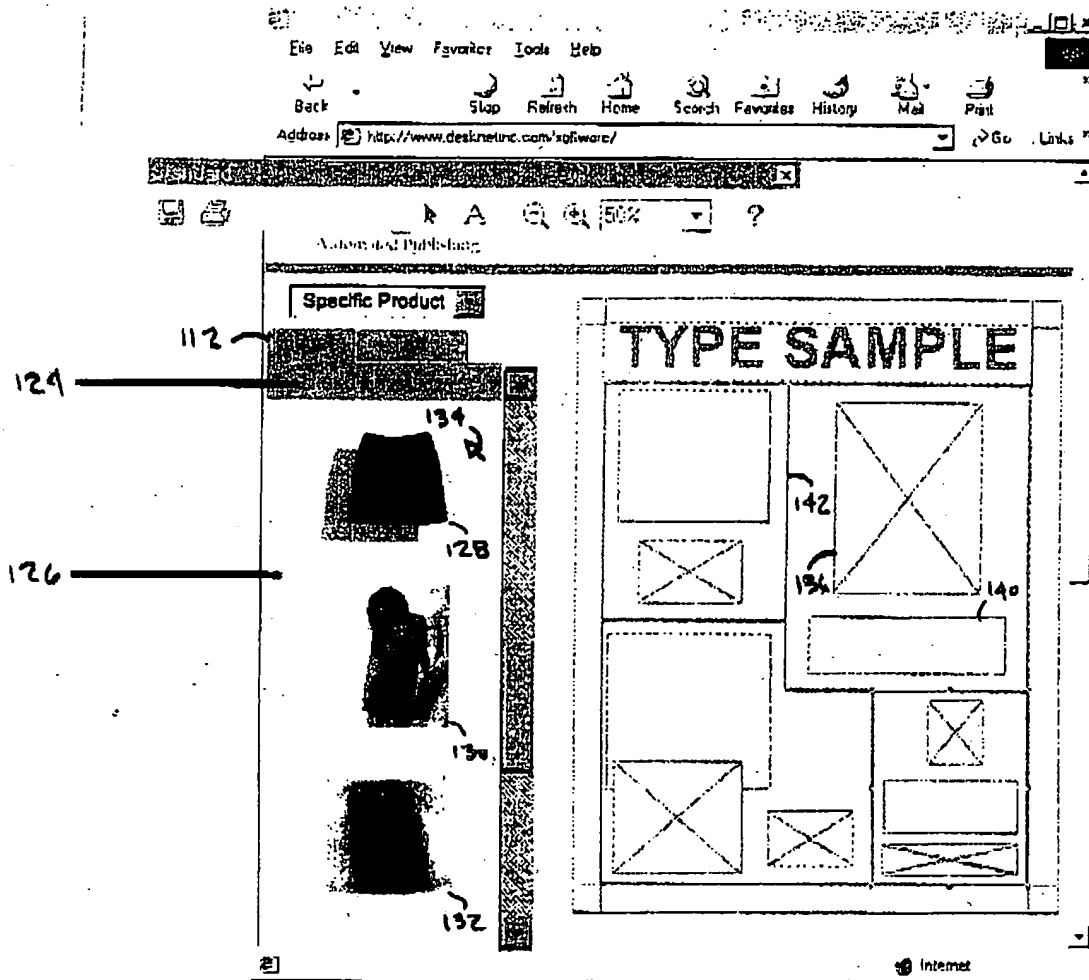 File Edit View Favorites Tools Help
Back Stop Refresh Home Search Favorites History Mail Print
Address http://www.desknetinc.com/software/ Go Links
A 50% ?
Automated Publishing
Specific Product
TYPE SAMPLE
112
124
134
142
128
126
136
140
130
132
Internet